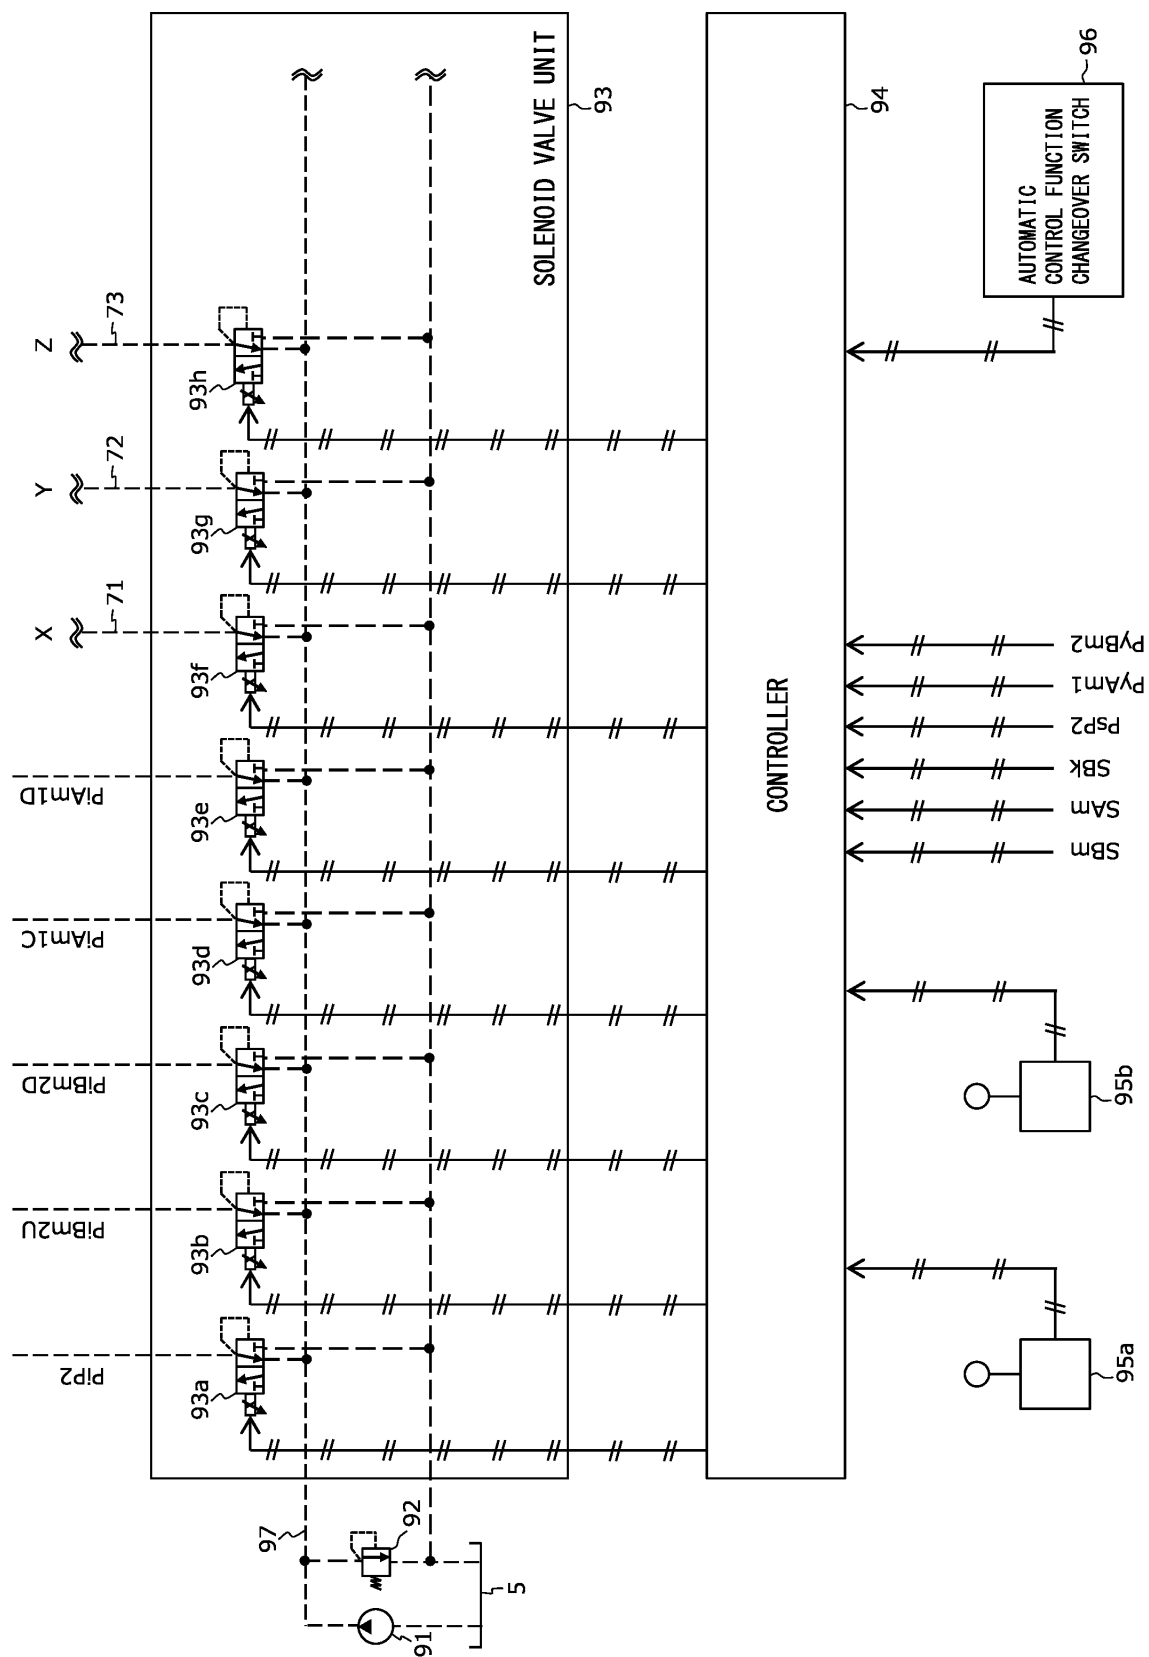 X
Y
Z
71
72
73
PiP2
PiBm2U
PiBm2D
PiAm1C
PiAm1D
93a
93b
93c
93d
93e
93f
93g
93h
97
92
91
5
SOLENOID VALVE UNIT
93
CONTROLLER
94
95a
95b
SBm
SAm
SBk
PsP2
PyAm1
PyBm2
AUTOMATIC
CONTROL FUNCTION
CHANGEOVER SWITCH
96